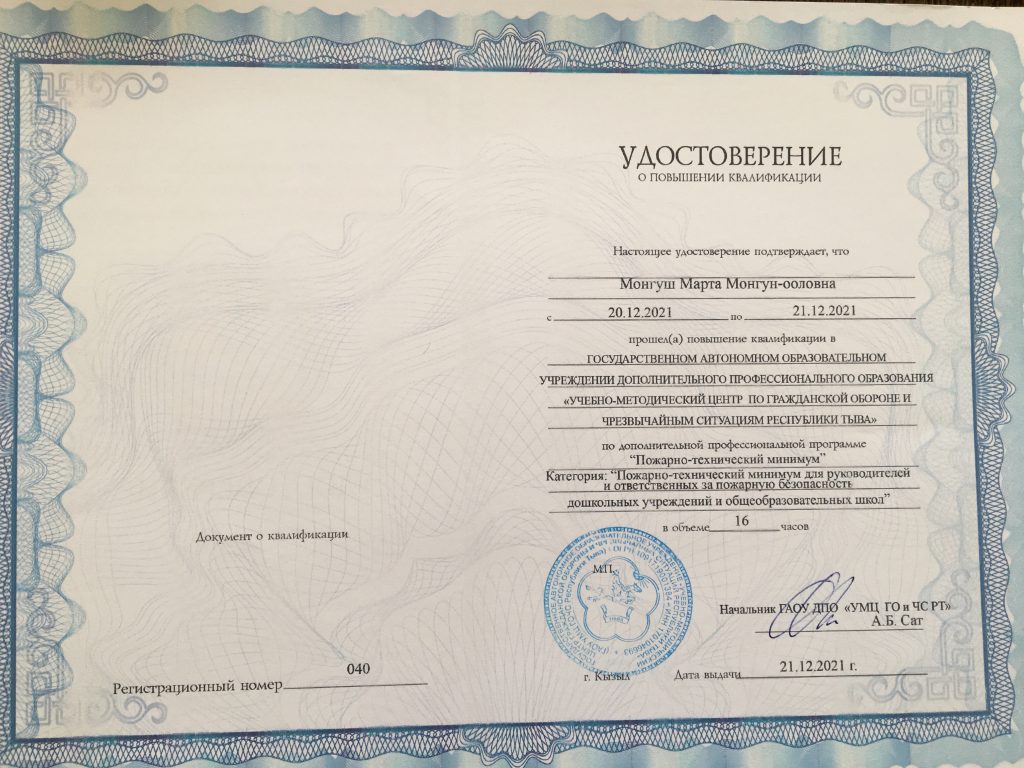 УДОСТОВЕРЕНИЕ
О ПОВЫШЕНИИ КВАЛИФИКАЦИИ
Настоящее удостоверение подтверждает, что
Монгуш Марта Монгун-ооловна
с 20.12.2021 по 21.12.2021
прошел(а) повышение квалификации в
ГОСУДАРСТВЕННОМ АВТОНОМНОМ ОБРАЗОВАТЕЛЬНОМ
УЧРЕЖДЕНИИ ДОПОЛНИТЕЛЬНОГО ПРОФЕССИОНАЛЬНОГО ОБРАЗОВАНИЯ
«УЧЕБНО-МЕТОДИЧЕСКИЙ ЦЕНТР ПО ГРАЖДАНСКОЙ ОБОРОНЕ И
ЧРЕЗВЫЧАЙНЫМ СИТУАЦИЯМ РЕСПУБЛИКИ ТЫВА»
по дополнительной профессиональной программе
"Пожарно-технический минимум"
Категория: "Пожарно-технический минимум для руководителей
и ответственных за пожарную безопасность
дошкольных учреждений и общеобразовательных школ"
в объеме 16 часов
Документ о квалификации
М.П.
Начальник ГАОУ ДПО «УМЦ ГО и ЧС РТ»
А.Б. Сат
Регистрационный номер 040
г. Кызыл
Дата выдачи 21.12.2021 г.